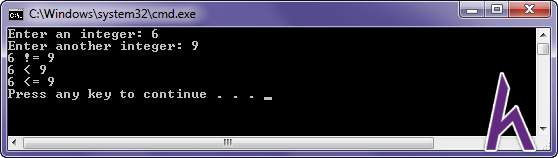 C:\Windows\system32\cmd.exe
Enter an integer: 6
Enter another integer: 9
6 != 9
6 < 9
6 <= 9
Press any key to continue . . . _